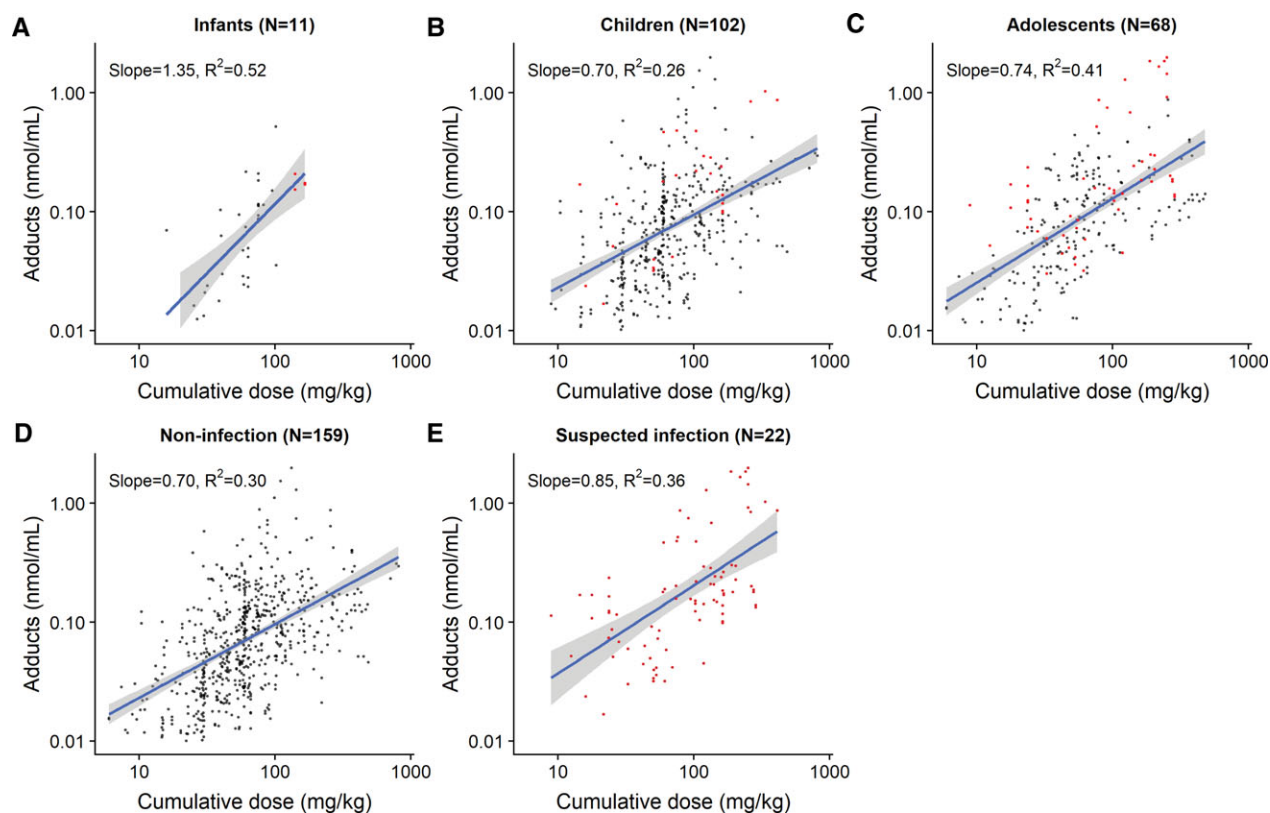 A
Infants (N=11)
Slope=1.35, R²=0.52
1.00
0.10
0.01
Adducts (nmol/mL)
10
100
1000
Cumulative dose (mg/kg)
B
Children (N=102)
Slope=0.70, R²=0.26
1.00
0.10
0.01
Adducts (nmol/mL)
10
100
1000
Cumulative dose (mg/kg)
C
Adolescents (N=68)
Slope=0.74, R²=0.41
1.00
0.10
0.01
Adducts (nmol/mL)
10
100
1000
Cumulative dose (mg/kg)
D
Non-infection (N=159)
Slope=0.70, R²=0.30
1.00
0.10
0.01
Adducts (nmol/mL)
10
100
1000
Cumulative dose (mg/kg)
E
Suspected infection (N=22)
Slope=0.85, R²=0.36
1.00
0.10
0.01
Adducts (nmol/mL)
10
100
1000
Cumulative dose (mg/kg)